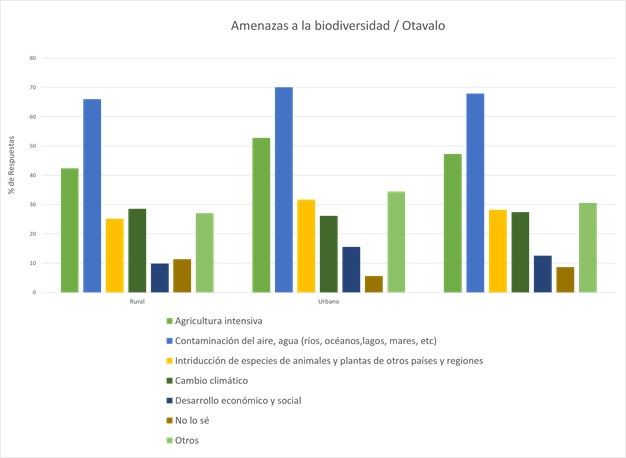 Amenazas a la biodiversidad / Otavalo
80
70
60
50
40
30
20
10
0
% de Respuestas
Rural
Urbano
Agricultura intensiva
Contaminación del aire, agua (ríos, océanos,lagos, mares, etc)
Intriducción de especies de animales y plantas de otros países y regiones
Cambio climático
Desarrollo económico y social
No lo sé
Otros